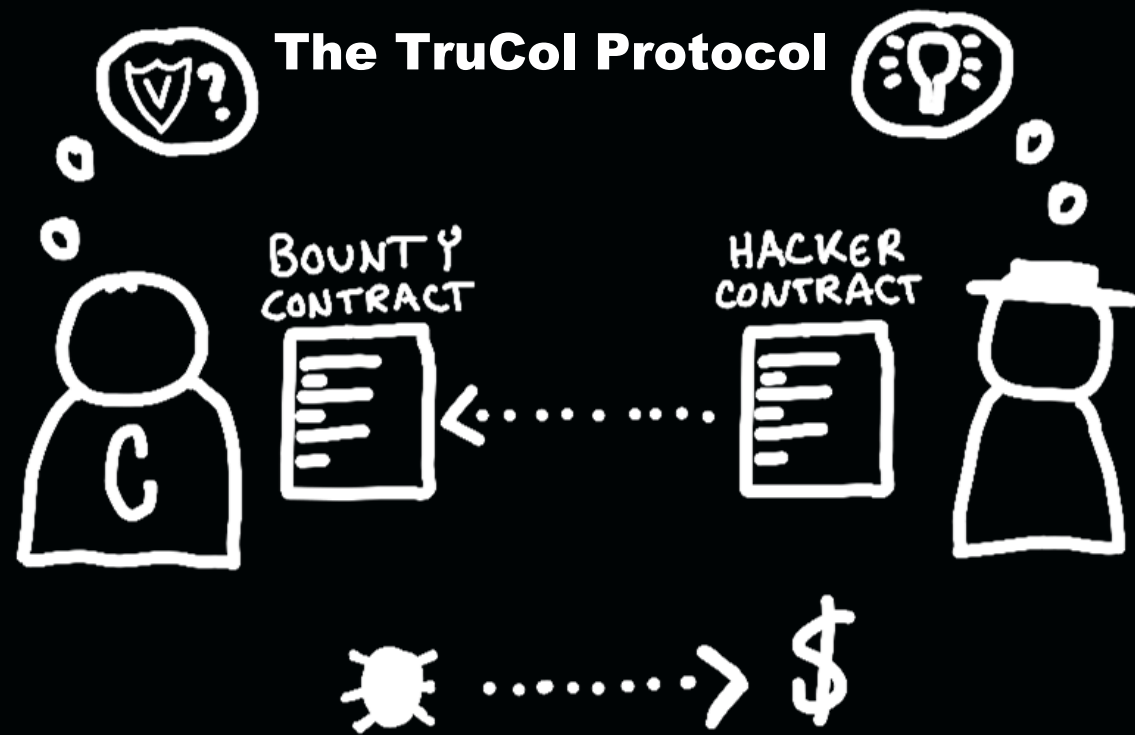 The TruCol Protocol
V?
BOUNTY
CONTRACT
HACKER
CONTRACT
C
$